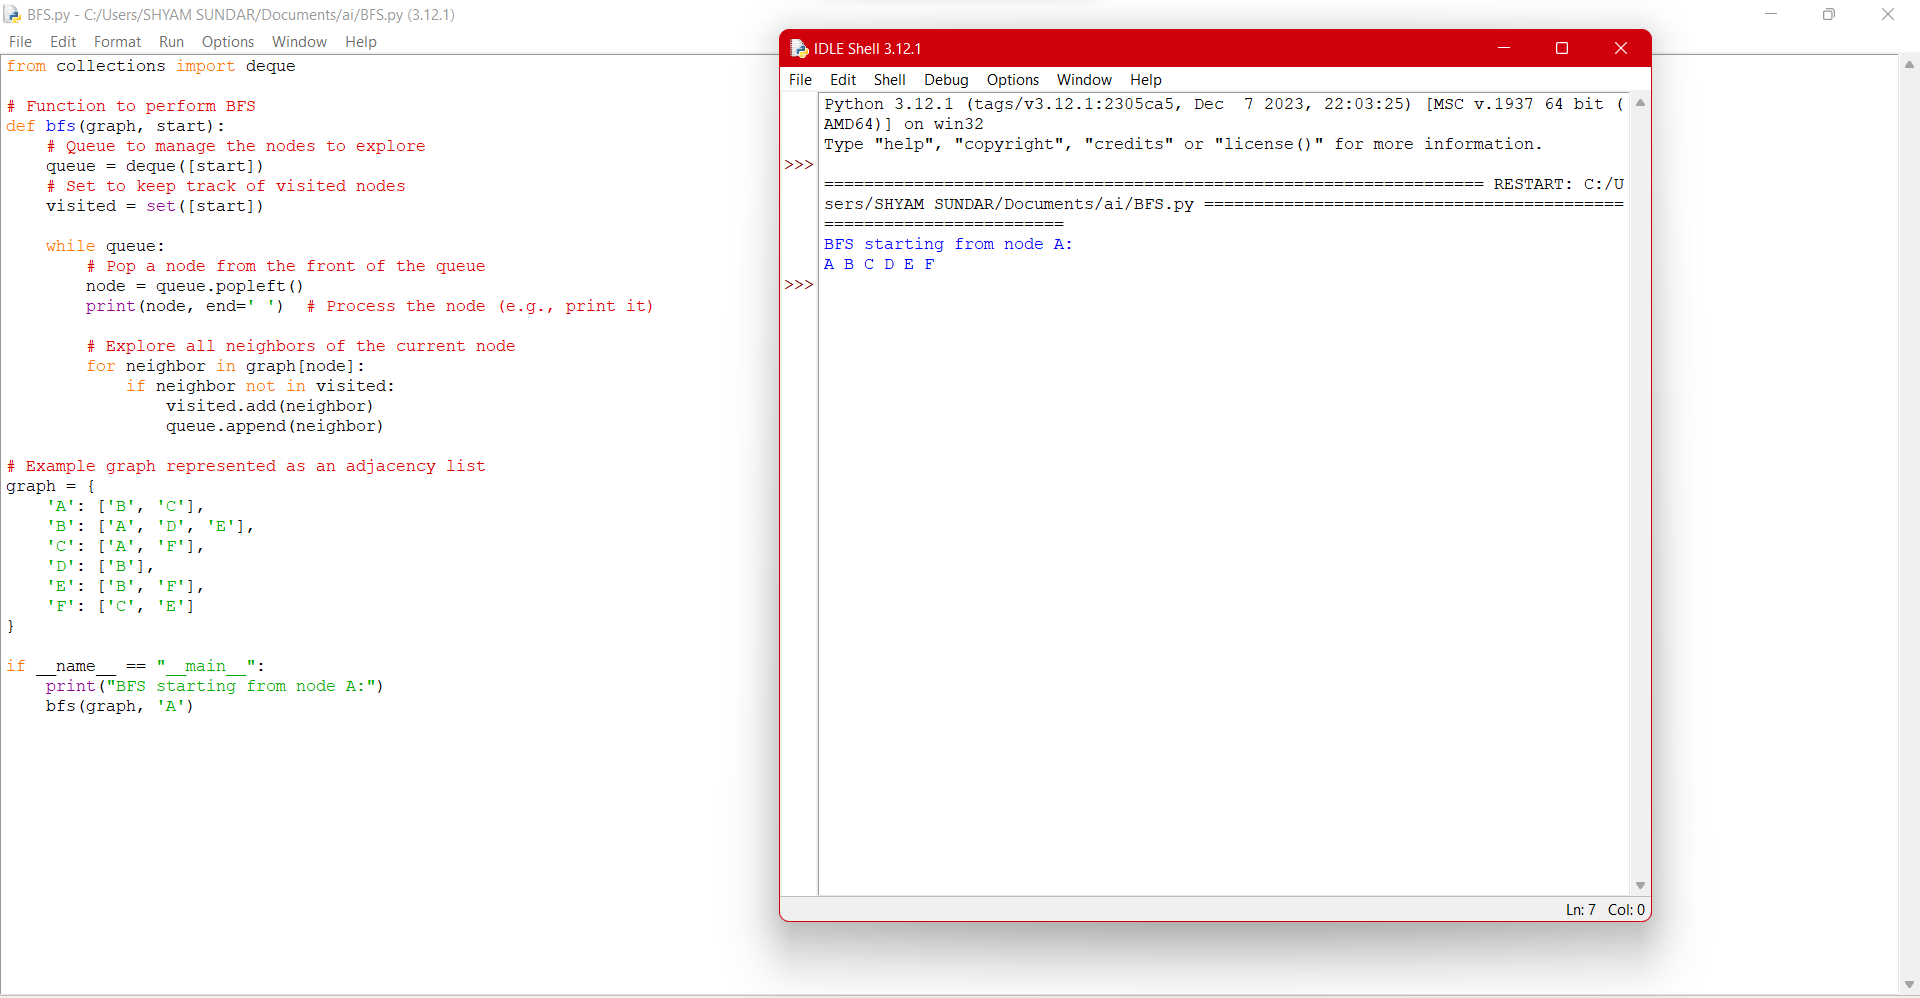 BFS.py - C:/Users/SHYAM SUNDAR/Documents/ai/BFS.py (3.12.1)
File Edit Format Run Options Window Help
from collections import deque

# Function to perform BFS
def bfs(graph, start):
    # Queue to manage the nodes to explore
    queue = deque([start])
    # Set to keep track of visited nodes
    visited = set([start])

    while queue:
        # Pop a node from the front of the queue
        node = queue.popleft()
        print(node, end=' ')  # Process the node (e.g., print it)

        # Explore all neighbors of the current node
        for neighbor in graph[node]:
            if neighbor not in visited:
                visited.add(neighbor)
                queue.append(neighbor)

# Example graph represented as an adjacency list
graph = {
    'A': ['B', 'C'],
    'B': ['A', 'D', 'E'],
    'C': ['A', 'F'],
    'D': ['B'],
    'E': ['B', 'F'],
    'F': ['C', 'E']
}

if __name__ == "__main__":
    print("BFS starting from node A:")
    bfs(graph, 'A')
IDLE Shell 3.12.1
File Edit Shell Debug Options Window Help
Python 3.12.1 (tags/v3.12.1:2305ca5, Dec  7 2023, 22:03:25) [MSC v.1937 64 bit (
AMD64)] on win32
Type "help", "copyright", "credits" or "license()" for more information.
>>>
================================================================== RESTART: C:/U
sers/SHYAM SUNDAR/Documents/ai/BFS.py ==========================================
========================
BFS starting from node A:
A B C D E F
>>>
Ln: 7 Col: 0